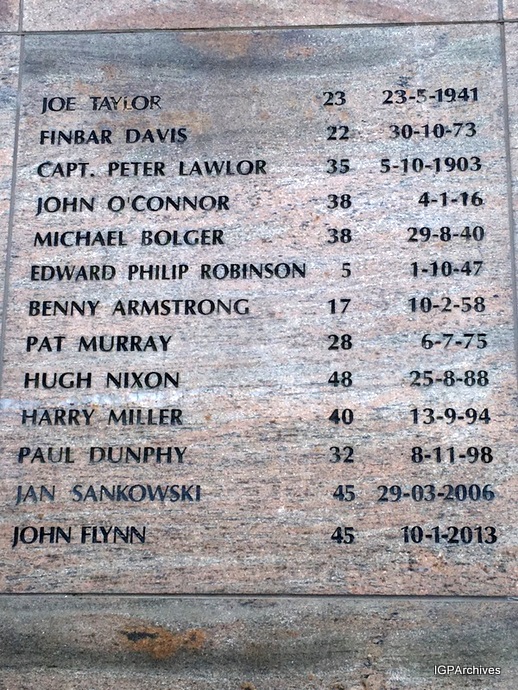 JOE TAYLOR 23 23-5-1941
FINBAR DAVIS 22 30-10-73
CAPT. PETER LAWLOR 35 5-10-1903
JOHN O'CONNOR 38 4-1-16
MICHAEL BOLGER 38 29-8-40
EDWARD PHILIP ROBINSON 5 1-10-47
BENNY ARMSTRONG 17 10-2-58
PAT MURRAY 28 6-7-75
HUGH NIXON 48 25-8-88
HARRY MILLER 40 13-9-94
PAUL DUNPHY 32 8-11-98
JAN SANKOWSKI 45 29-03-2006
JOHN FLYNN 45 10-1-2013
IGPArchives